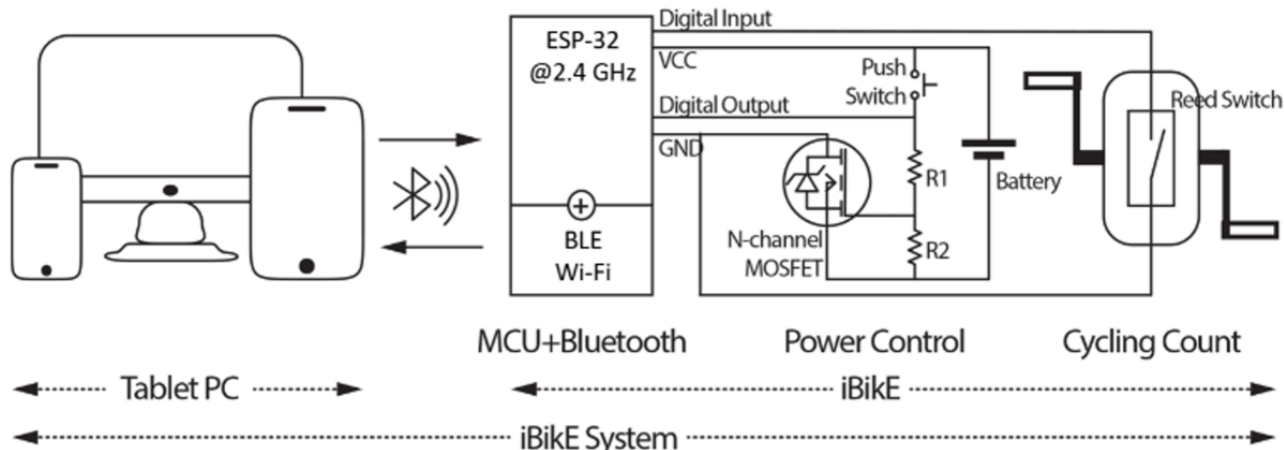 ESP-32
@2.4 GHz
BLE
Wi-Fi
Digital Input
VCC
Push
Switch
Digital Output
GND
R1
R2
Battery
N-channel
MOSFET
Reed Switch
MCU+Bluetooth
Power Control
Cycling Count
Tablet PC
iBikE
iBikE System